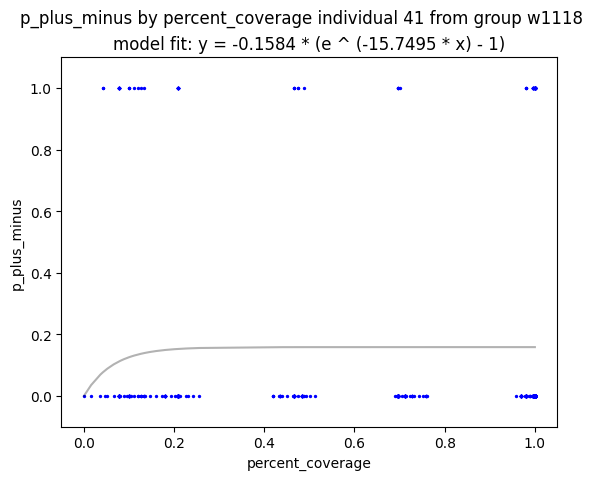 p_plus_minus by percent_coverage individual 41 from group w1118
model fit: y = -0.1584 * (e ^ (-15.7495 * x) - 1)
1.0
0.8
0.6
0.4
0.2
0.0
p_plus_minus
0.0 0.2 0.4 0.6 0.8 1.0
percent_coverage